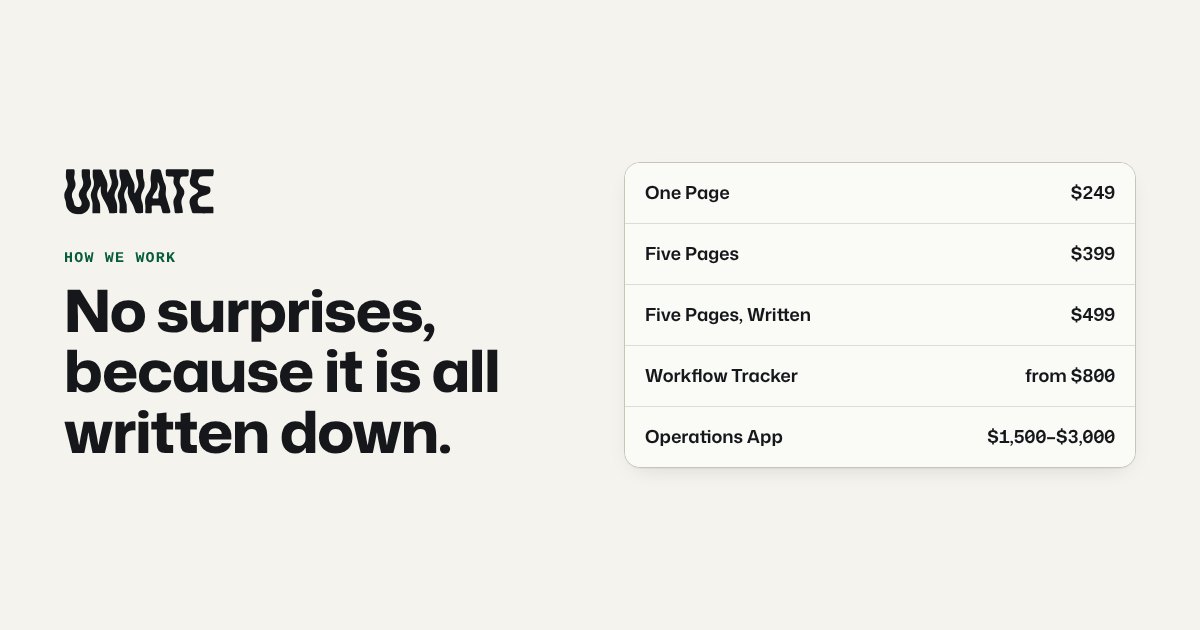 UNNATE
HOW WE WORK
No surprises,
because it is all
written down.
One Page $249
Five Pages $399
Five Pages, Written $499
Workflow Tracker from $800
Operations App $1,500–$3,000